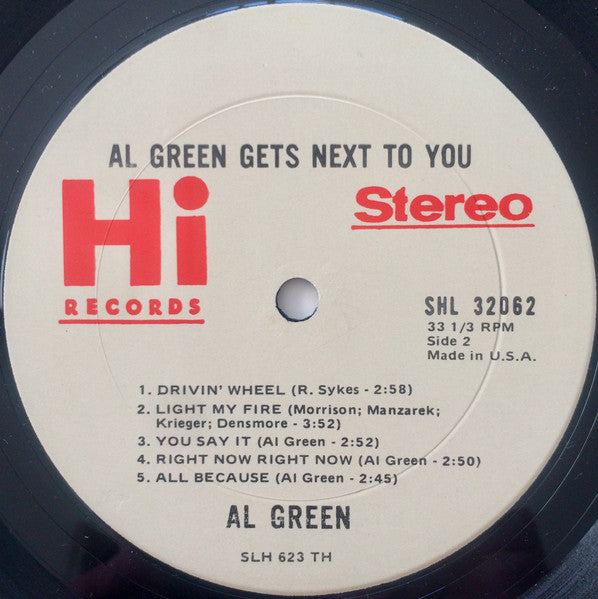 AL GREEN GETS NEXT TO YOU
Hi
RECORDS
Stereo
SHL 32062
33 1/3 RPM
Side 2
Made in U.S.A.
1. DRIVIN' WHEEL (R. Sykes - 2:58)
2. LIGHT MY FIRE (Morrison; Manzarek;
Krieger; Densmore - 3:52)
3. YOU SAY IT (Al Green - 2:52)
4. RIGHT NOW RIGHT NOW (Al Green - 2:50)
5. ALL BECAUSE (Al Green - 2:45)
AL GREEN
SLH 623 TH